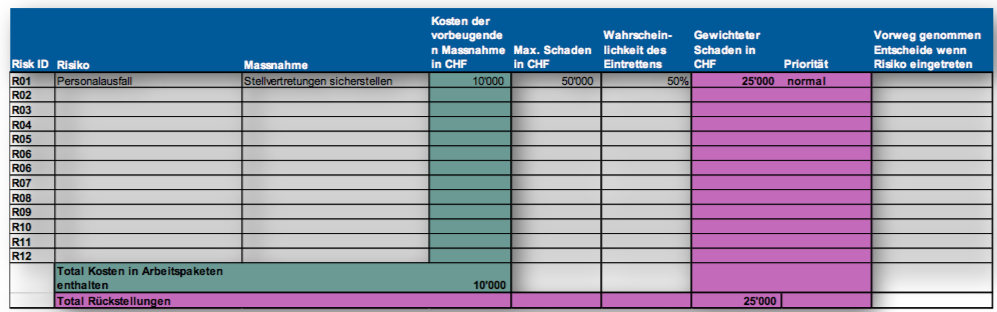 Risk ID Risiko Massnahme Kosten der vorbeugende n Massnahme in CHF Max. Schaden in CHF Wahrschein- lichkeit des Eintrettens Gewichteter Schaden in CHF Priorität Vorweg genommen Entscheide wenn Risiko eingetreten
R01 Personalausfall Stellvertretungen sicherstellen 10'000 50'000 50% 25'000 normal
R02
R03
R04
R05
R06
R06
R07
R08
R09
R10
R11
R12
Total Kosten in Arbeitspaketen
enthalten 10'000
Total Rückstellungen 25'000